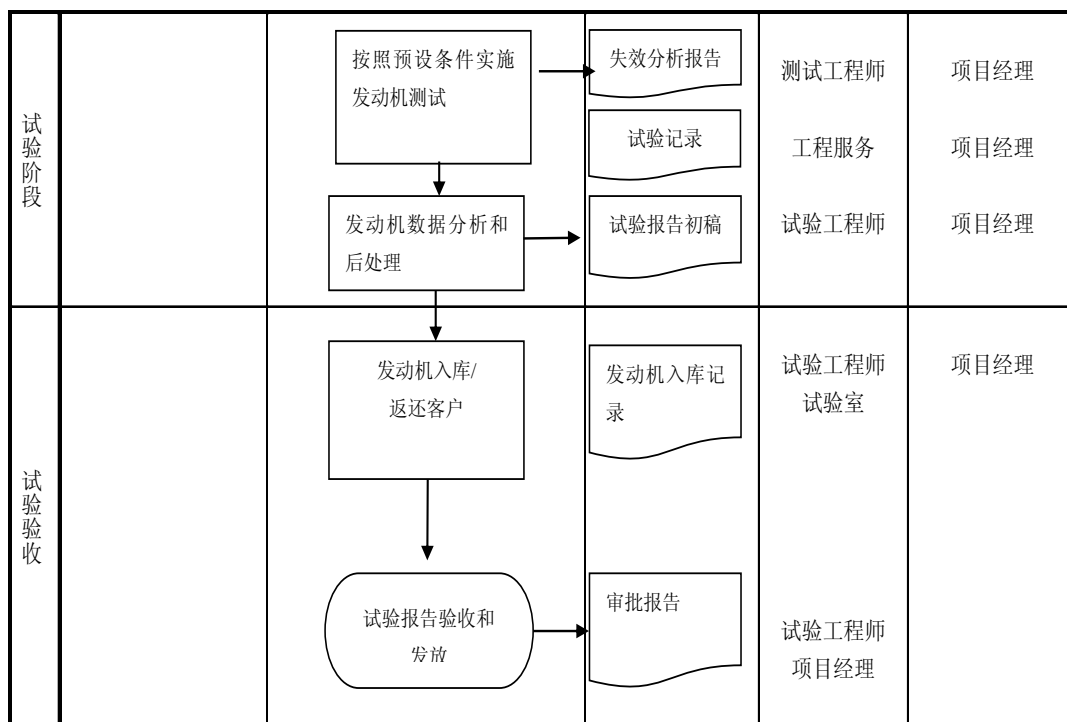 试验阶段
按照预设条件实施
发动机测试
失效分析报告
测试工程师
项目经理
试验记录
工程服务
项目经理
发动机数据分析和
后处理
试验报告初稿
试验工程师
项目经理
试验验收
发动机入库/
返还客户
发动机入库记
录
试验工程师
试验室
项目经理
试验报告验收和
发放
审批报告
试验工程师
项目经理